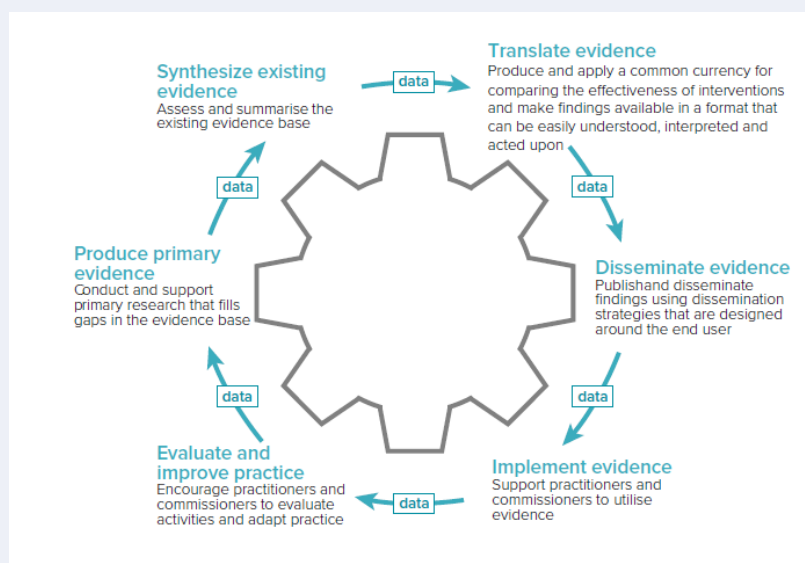 Synthesize existing
evidence
Assess and summarise the
existing evidence base
data
Translate evidence
Produce and apply a common currency for
comparing the effectiveness of interventions
and make findings available in a format that
can be easily understood, interpreted and
acted upon
data
Disseminate evidence
Publishand disseminate
findings using dissemination
strategies that are designed
around the end user
data
Implement evidence
Support practitioners and
commissioners to utilise
evidence
data
Evaluate and
improve practice
Encourage practitioners and
commissioners to evaluate
activities and adapt practice
data
Produce primary
evidence
Conduct and support
primary research that fills
gaps in the evidence base
data